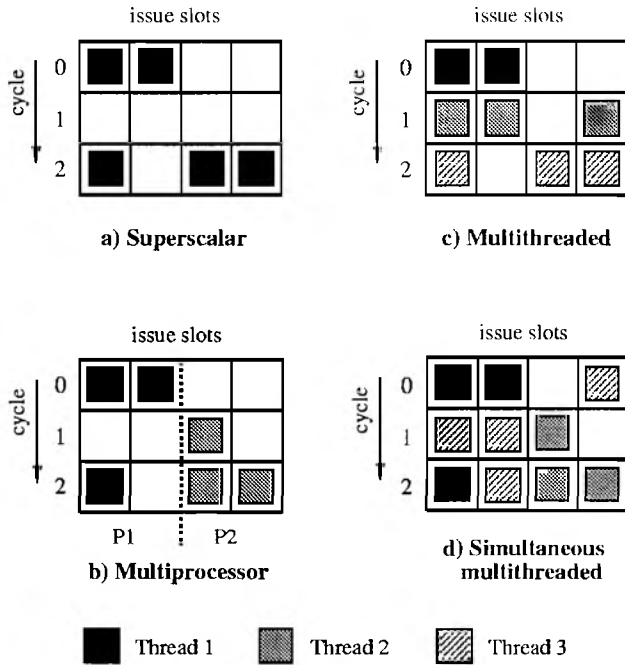 issue slots
cycle
0
1
2
a) Superscalar
issue slots
cycle
0
1
2
c) Multithreaded
issue slots
cycle
0
1
2
P1
P2
b) Multiprocessor
issue slots
cycle
0
1
2
d) Simultaneous
multithreaded
Thread 1
Thread 2
Thread 3